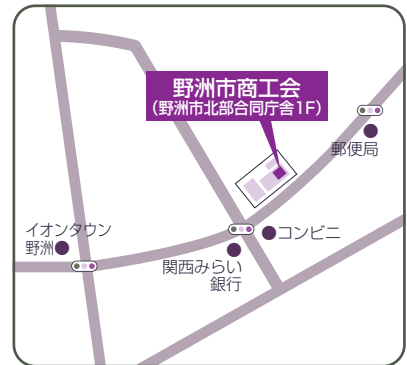 野洲市商工会
（野洲市北部合同庁舎1F）
郵便局
イオンタウン
野洲
コンビニ
関西みらい
銀行